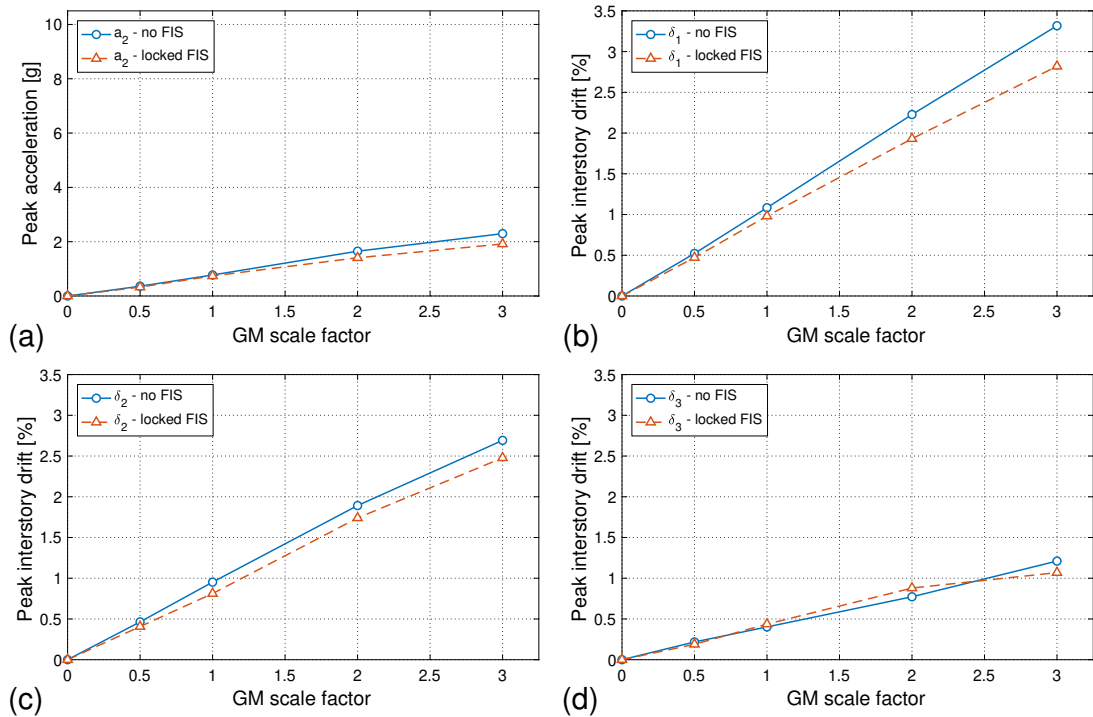 a2 - no FIS
a2 - locked FIS
Peak acceleration [g]
10
8
6
4
2
0
0 0.5 1 1.5 2 2.5 3
GM scale factor
(a)
δ1 - no FIS
δ1 - locked FIS
Peak interstory drift [%]
3.5
3
2.5
2
1.5
1
0.5
0
0 0.5 1 1.5 2 2.5 3
GM scale factor
(b)
δ2 - no FIS
δ2 - locked FIS
Peak interstory drift [%]
3.5
3
2.5
2
1.5
1
0.5
0
0 0.5 1 1.5 2 2.5 3
GM scale factor
(c)
δ3 - no FIS
δ3 - locked FIS
Peak interstory drift [%]
3.5
3
2.5
2
1.5
1
0.5
0
0 0.5 1 1.5 2 2.5 3
GM scale factor
(d)